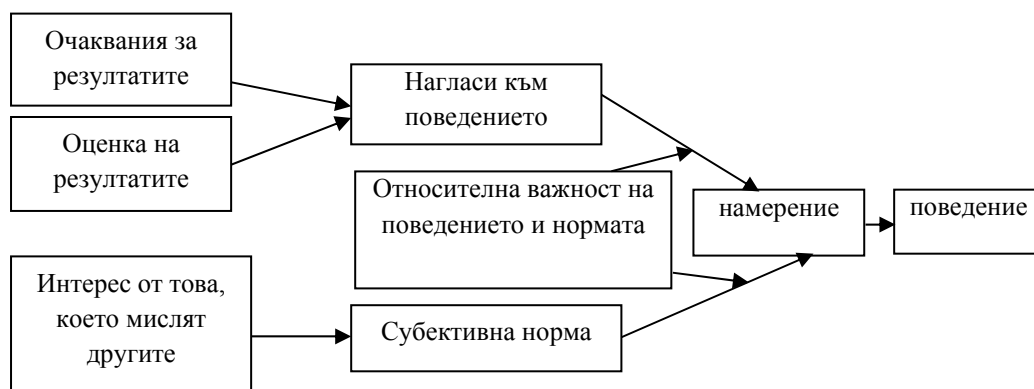 Очаквания за
резултатите
Нагласи към
поведението
Оценка на
резултатите
Относителна важност на
поведението и нормата
намерение
поведение
Интерес от това,
което мислят
другите
Субективна норма